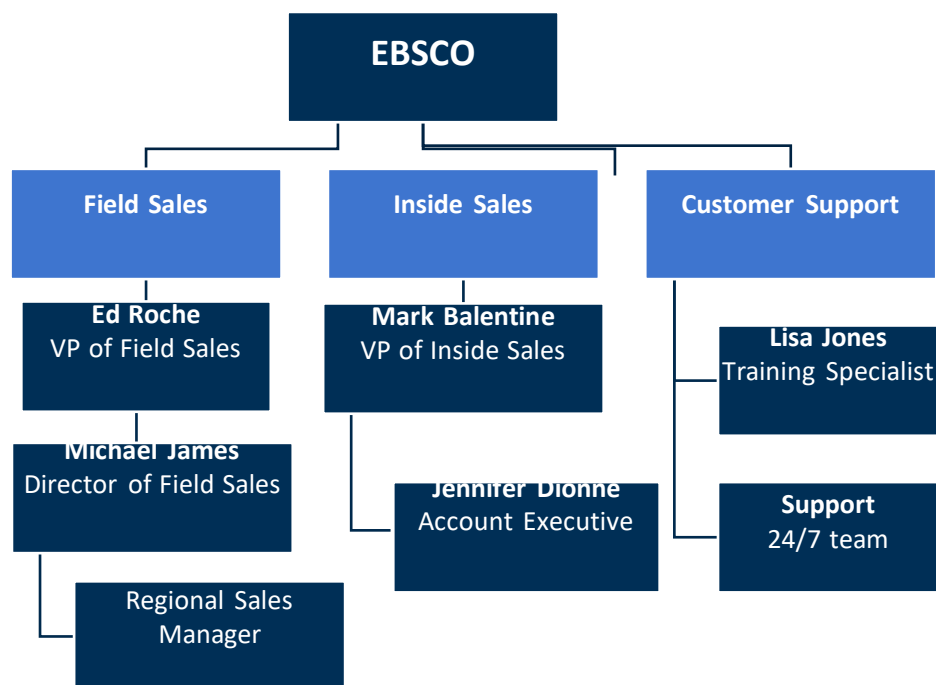 EBSCO
Field Sales
Inside Sales
Customer Support
Ed Roche
VP of Field Sales
Mark Balentine
VP of Inside Sales
Lisa Jones
Training Specialist
Michael James
Director of Field Sales
Jennifer Dionne
Account Executive
Support
24/7 team
Regional Sales
Manager